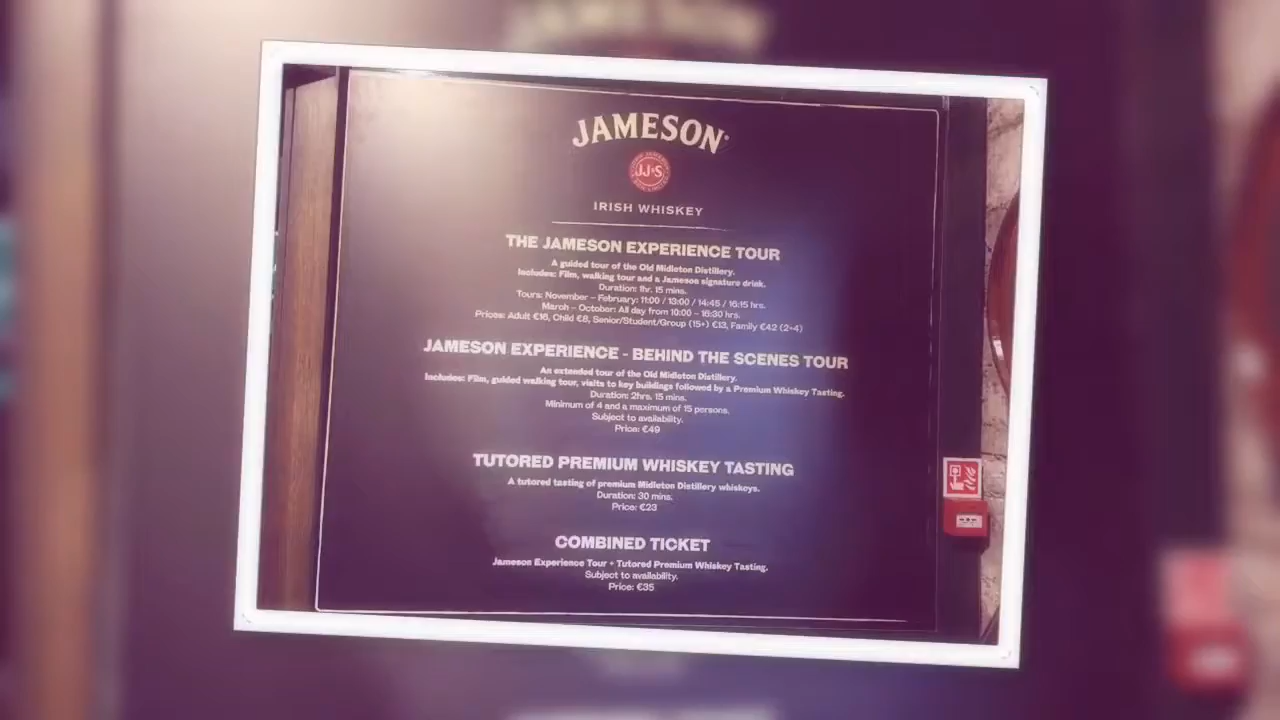 JAMESON
JJ&S
IRISH WHISKEY
THE JAMESON EXPERIENCE TOUR
A guided tour of the Old Midleton Distillery.
Includes: Film, walking tour and a Jameson signature drink.
Duration: 1hr. 15 mins.
Tours: November – February: 11:00 / 13:00 / 14:45 / 16:15 hrs.
March – October: All day from 10:00 – 16:30 hrs.
Prices: Adult €16, Child €8, Senior/Student/Group (15+) €13, Family €42 (2+4)
JAMESON EXPERIENCE - BEHIND THE SCENES TOUR
An extended tour of the Old Midleton Distillery.
Includes: Film, guided walking tour, visits to key buildings followed by a Premium Whiskey Tasting.
Duration: 2hrs. 15 mins.
Minimum of 4 and a maximum of 15 persons.
Subject to availability.
Price: €49
TUTORED PREMIUM WHISKEY TASTING
A tutored tasting of premium Midleton Distillery whiskeys.
Duration: 30 mins.
Price: €23
COMBINED TICKET
Jameson Experience Tour + Tutored Premium Whiskey Tasting.
Subject to availability.
Price: €35